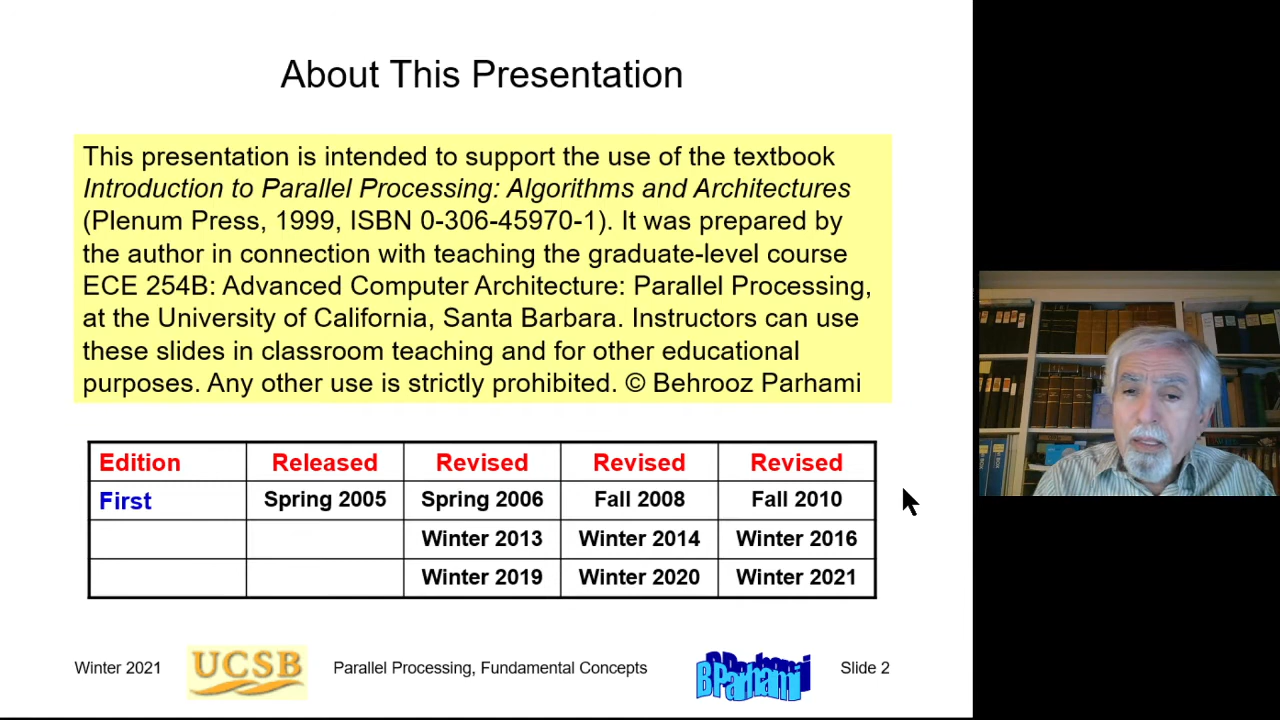 About This Presentation
This presentation is intended to support the use of the textbook
Introduction to Parallel Processing: Algorithms and Architectures
(Plenum Press, 1999, ISBN 0-306-45970-1). It was prepared by
the author in connection with teaching the graduate-level course
ECE 254B: Advanced Computer Architecture: Parallel Processing,
at the University of California, Santa Barbara. Instructors can use
these slides in classroom teaching and for other educational
purposes. Any other use is strictly prohibited. © Behrooz Parhami
Edition Released Revised Revised Revised
First Spring 2005 Spring 2006 Fall 2008 Fall 2010
Winter 2013 Winter 2014 Winter 2016
Winter 2019 Winter 2020 Winter 2021
Winter 2021 UCSB Parallel Processing, Fundamental Concepts BParhami Slide 2